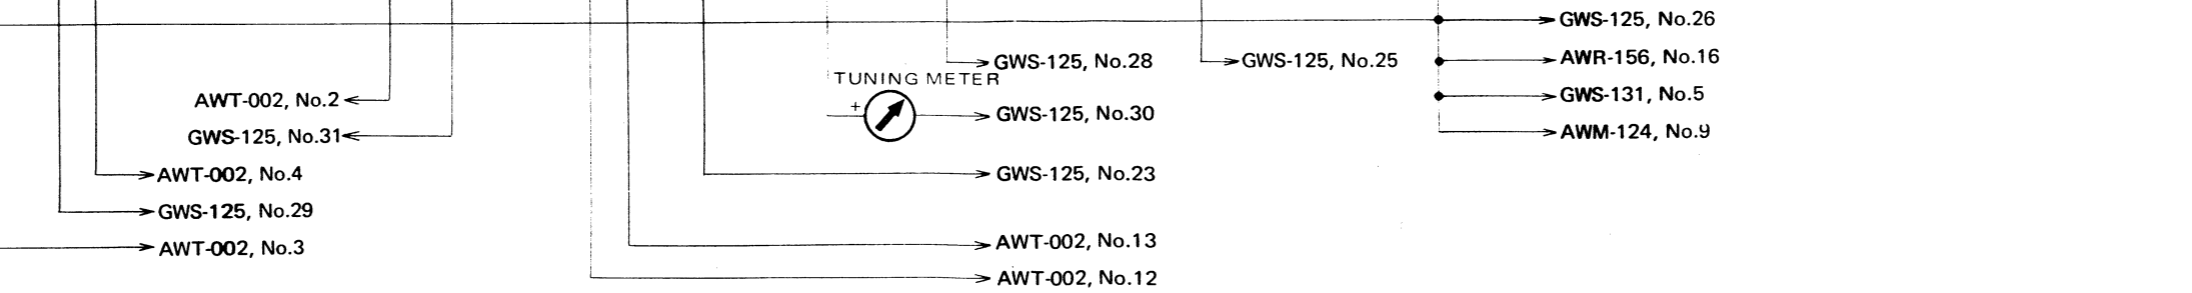 GWS-125, No.26
AWR-156, No.16
GWS-131, No.5
AWM-124, No.9
GWS-125, No.28
GWS-125, No.25
TUNING METER
+
GWS-125, No.30
AWT-002, No.2
GWS-125, No.31
AWT-002, No.4
GWS-125, No.29
AWT-002, No.3
GWS-125, No.23
AWT-002, No.13
AWT-002, No.12